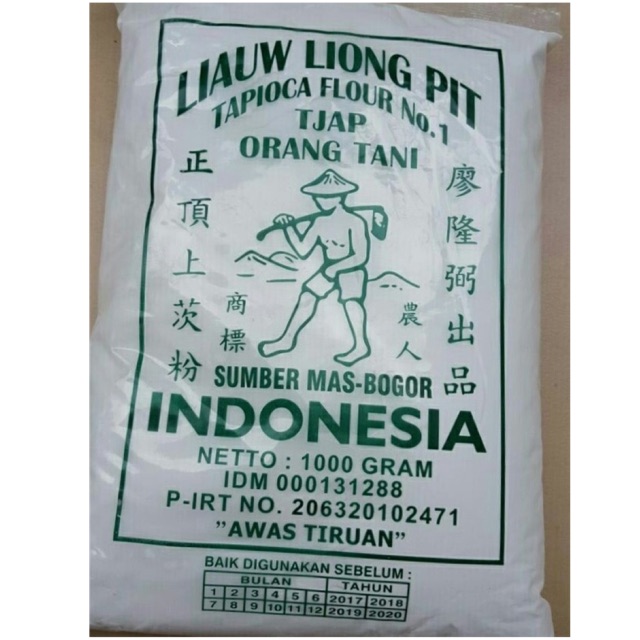 LIAUW LIONG PIT
TAPIOCA FLOUR No.1
TJAP
ORANG TANI
正頂上茨粉
廖隆弼出品
商標
農人
SUMBER MAS-BOGOR
INDONESIA
NETTO : 1000 GRAM
IDM 000131288
P-IRT NO. 206320102471
"AWAS TIRUAN"
BAIK DIGUNAKAN SEBELUM :
BULAN TAHUN
1 2 3 4 5 6 2017 2018
7 8 9 10 11 12 2019 2020